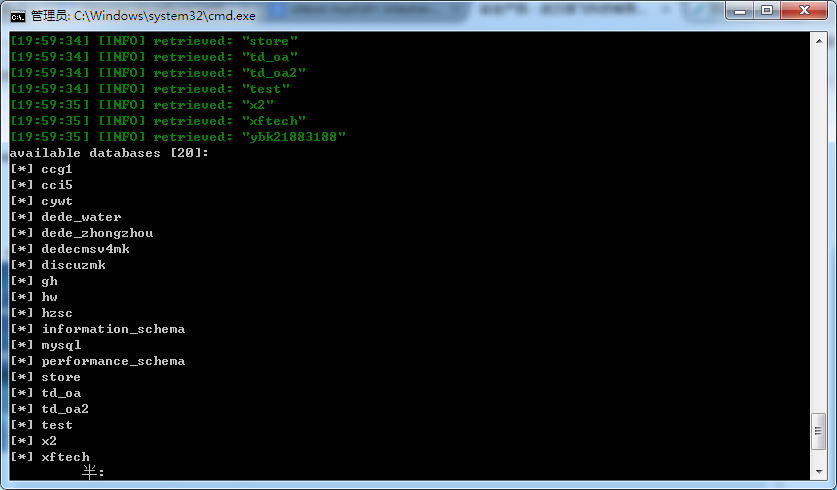 管理员: C:\Windows\system32\cmd.exe
[19:59:34] [INFO] retrieved: "store"
[19:59:34] [INFO] retrieved: "td_oa"
[19:59:34] [INFO] retrieved: "td_oa2"
[19:59:34] [INFO] retrieved: "test"
[19:59:35] [INFO] retrieved: "x2"
[19:59:35] [INFO] retrieved: "xftech"
[19:59:35] [INFO] retrieved: "ybk21883188"
available databases [20]:
[*] ccg1
[*] cci5
[*] cywt
[*] dede_water
[*] dede_zhongzhou
[*] dedecmsv4mk
[*] discuzmk
[*] gh
[*] hw
[*] hzsc
[*] information_schema
[*] mysql
[*] performance_schema
[*] store
[*] td_oa
[*] td_oa2
[*] test
[*] x2
[*] xftech
半: